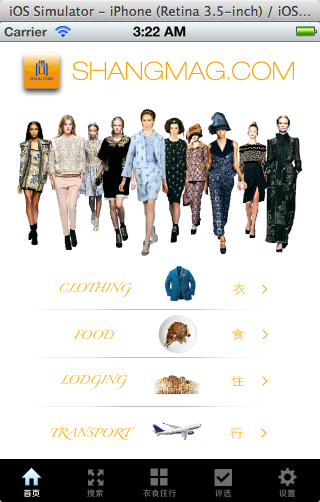 iOS Simulator - iPhone (Retina 3.5-inch) / iOS...
Carrier 3:22 AM
SHANGMAG.COM
CLOTHING 衣
FOOD 食
LODGING 住
TRANSPORT 行
首页 搜索 衣食住行 评选 设置